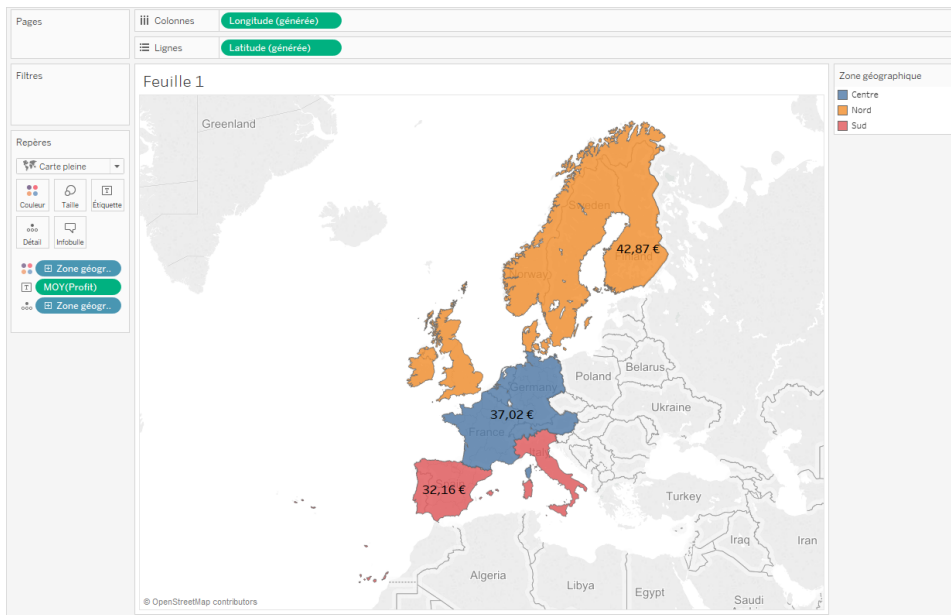 Pages
Colonnes
Longitude (générée)
Lignes
Latitude (générée)
Filtres
Repères
Carte pleine
Couleur
Taille
Étiquette
Détail
Infobulle
Zone géogr..
MOY(Profit)
Zone géogr..
Feuille 1
Greenland
Sweden
42,87 €
Finland
Norway
Poland
Belarus
Germany
Ukraine
37,02 €
France
Italy
32,16 €
Turkey
Iraq
Iran
Algeria
Libya
Egypt
Saudi
© OpenStreetMap contributors
Zone géographique
Centre
Nord
Sud